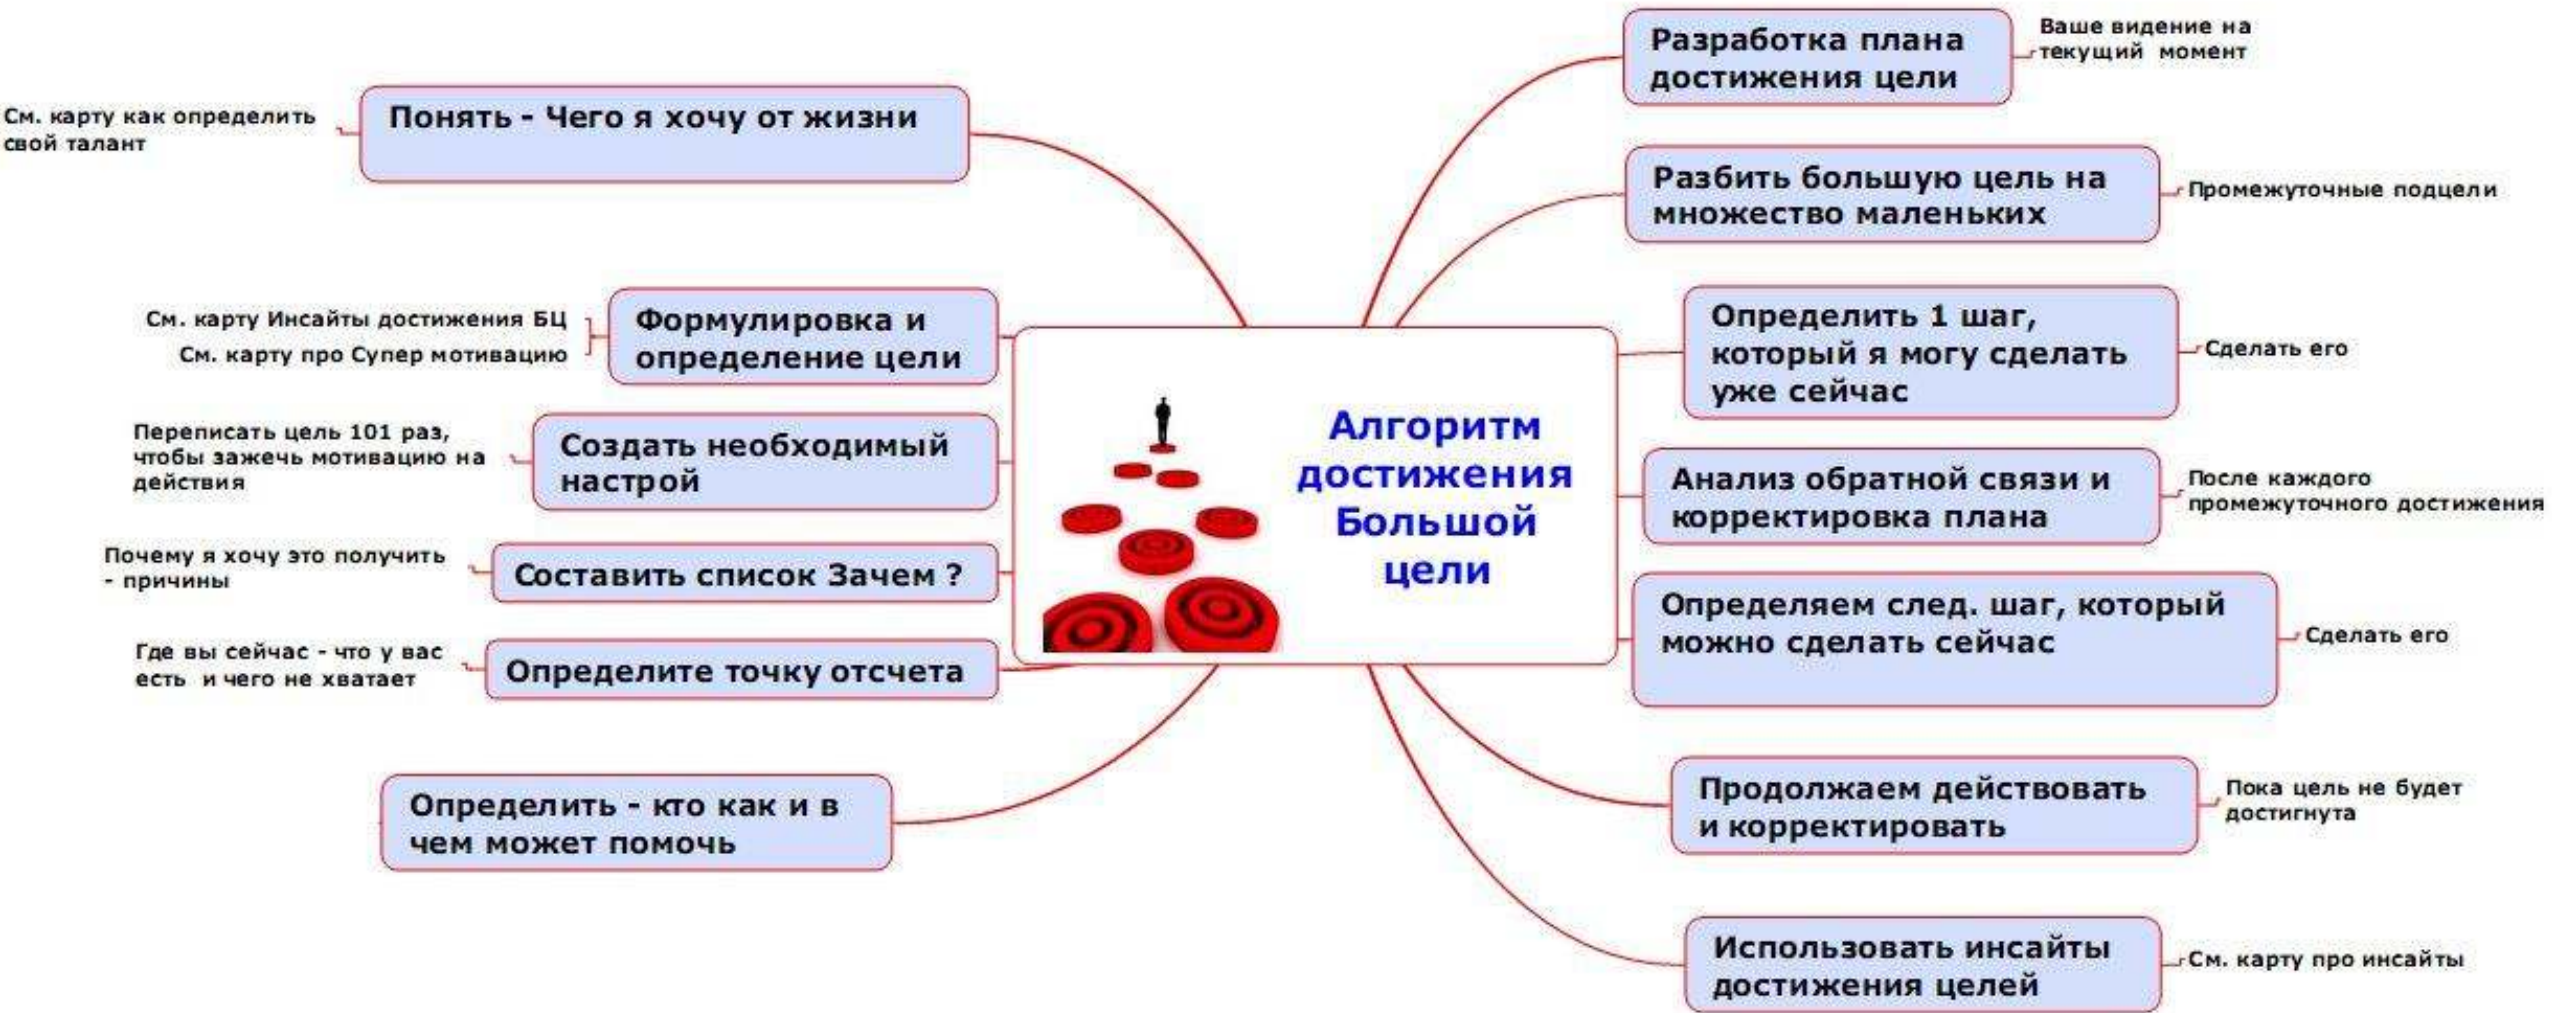 Алгоритм
достижения
Большой
цели
Понять - Чего я хочу от жизни
См. карту как определить
свой талант
Формулировка и
определение цели
См. карту Инсайты достижения БЦ
См. карту про Супер мотивацию
Создать необходимый
настрой
Переписать цель 101 раз,
чтобы зажечь мотивацию на
действия
Составить список Зачем ?
Почему я хочу это получить
- причины
Определите точку отсчета
Где вы сейчас - что у вас
есть и чего не хватает
Определить - кто как и в
чем может помочь
Разработка плана
достижения цели
Ваше видение на
текущий момент
Разбить большую цель на
множество маленьких
Промежуточные подцели
Определить 1 шаг,
который я могу сделать
уже сейчас
Сделать его
Анализ обратной связи и
корректировка плана
После каждого
промежуточного достижения
Определяем след. шаг, который
можно сделать сейчас
Сделать его
Продолжаем действовать
и корректировать
Пока цель не будет
достигнута
Использовать инсайты
достижения целей
См. карту про инсайты